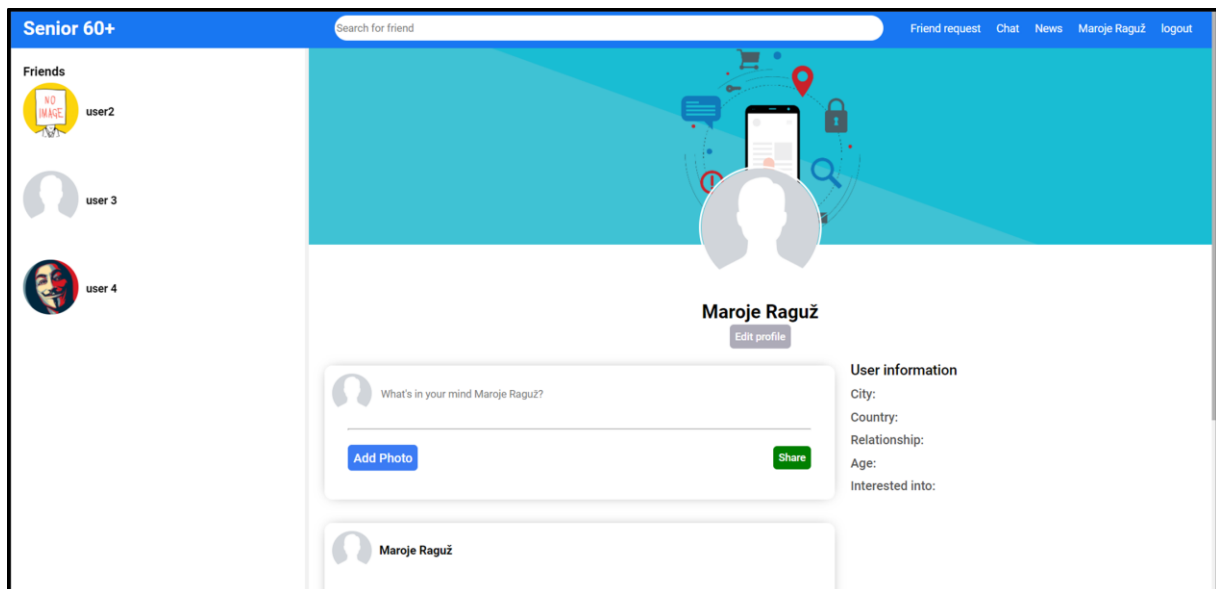 Senior 60+
Search for friend
Friend request Chat News Maroje Raguž logout
Friends
NO
IMAGE
user2
user 3
user 4
Maroje Raguž
Edit profile
What's in your mind Maroje Raguž?
Add Photo
Share
User information
City:
Country:
Relationship:
Age:
Interested into:
Maroje Raguž